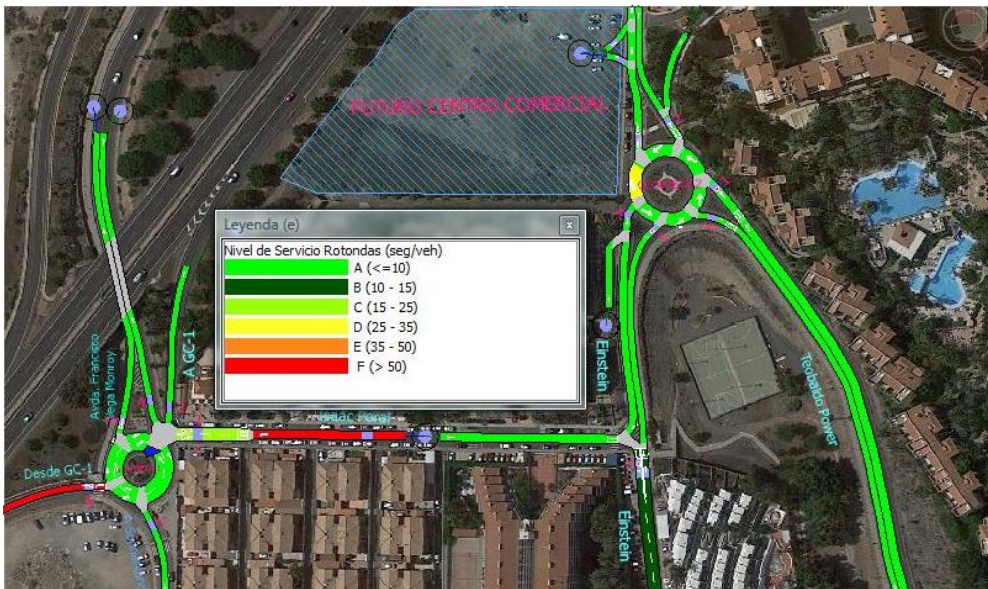 FUTURO CENTRO COMERCIAL
Leyenda (e)
x
Nivel de Servicio Rotondas (seg/veh)
A (<=10)
B (10 - 15)
C (15 - 25)
D (25 - 35)
E (35 - 50)
F (> 50)
A GC-1
Avda. Francisco
Vega Monroy
Einstein
Teobaldo Power
Desde GC-1
Einstein